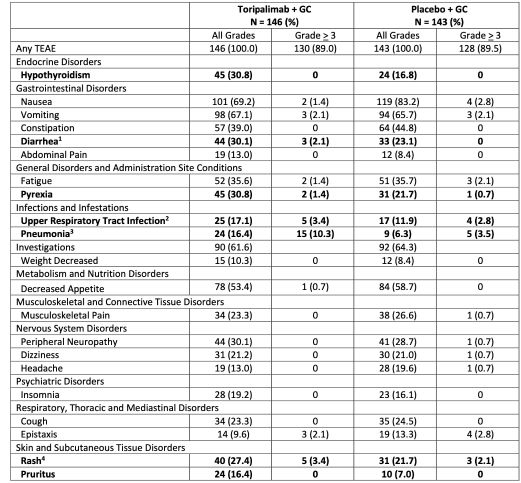 Toripalimab + GC Placebo + GC
N = 146 (%) N = 143 (%)
All Grades Grade ≥ 3 All Grades Grade ≥ 3
Any TEAE 146 (100.0) 130 (89.0) 143 (100.0) 128 (89.5)
Endocrine Disorders
Hypothyroidism 45 (30.8) 0 24 (16.8) 0
Gastrointestinal Disorders
Nausea 101 (69.2) 2 (1.4) 119 (83.2) 4 (2.8)
Vomiting 98 (67.1) 3 (2.1) 94 (65.7) 3 (2.1)
Constipation 57 (39.0) 0 64 (44.8) 0
Diarrhea¹ 44 (30.1) 3 (2.1) 33 (23.1) 0
Abdominal Pain 19 (13.0) 0 12 (8.4) 0
General Disorders and Administration Site Conditions
Fatigue 52 (35.6) 2 (1.4) 51 (35.7) 3 (2.1)
Pyrexia 45 (30.8) 2 (1.4) 31 (21.7) 1 (0.7)
Infections and Infestations
Upper Respiratory Tract Infection² 25 (17.1) 5 (3.4) 17 (11.9) 4 (2.8)
Pneumonia³ 24 (16.4) 15 (10.3) 9 (6.3) 5 (3.5)
Investigations 90 (61.6) 92 (64.3)
Weight Decreased 15 (10.3) 0 12 (8.4) 0
Metabolism and Nutrition Disorders
Decreased Appetite 78 (53.4) 1 (0.7) 84 (58.7) 0
Musculoskeletal and Connective Tissue Disorders
Musculoskeletal Pain 34 (23.3) 0 38 (26.6) 1 (0.7)
Nervous System Disorders
Peripheral Neuropathy 44 (30.1) 0 41 (28.7) 1 (0.7)
Dizziness 31 (21.2) 0 30 (21.0) 1 (0.7)
Headache 19 (13.0) 0 28 (19.6) 1 (0.7)
Psychiatric Disorders
Insomnia 28 (19.2) 0 23 (16.1) 0
Respiratory, Thoracic and Mediastinal Disorders
Cough 34 (23.3) 0 35 (24.5) 0
Epistaxis 14 (9.6) 3 (2.1) 19 (13.3) 4 (2.8)
Skin and Subcutaneous Tissue Disorders
Rash⁴ 40 (27.4) 5 (3.4) 31 (21.7) 3 (2.1)
Pruritus 24 (16.4) 0 10 (7.0) 0